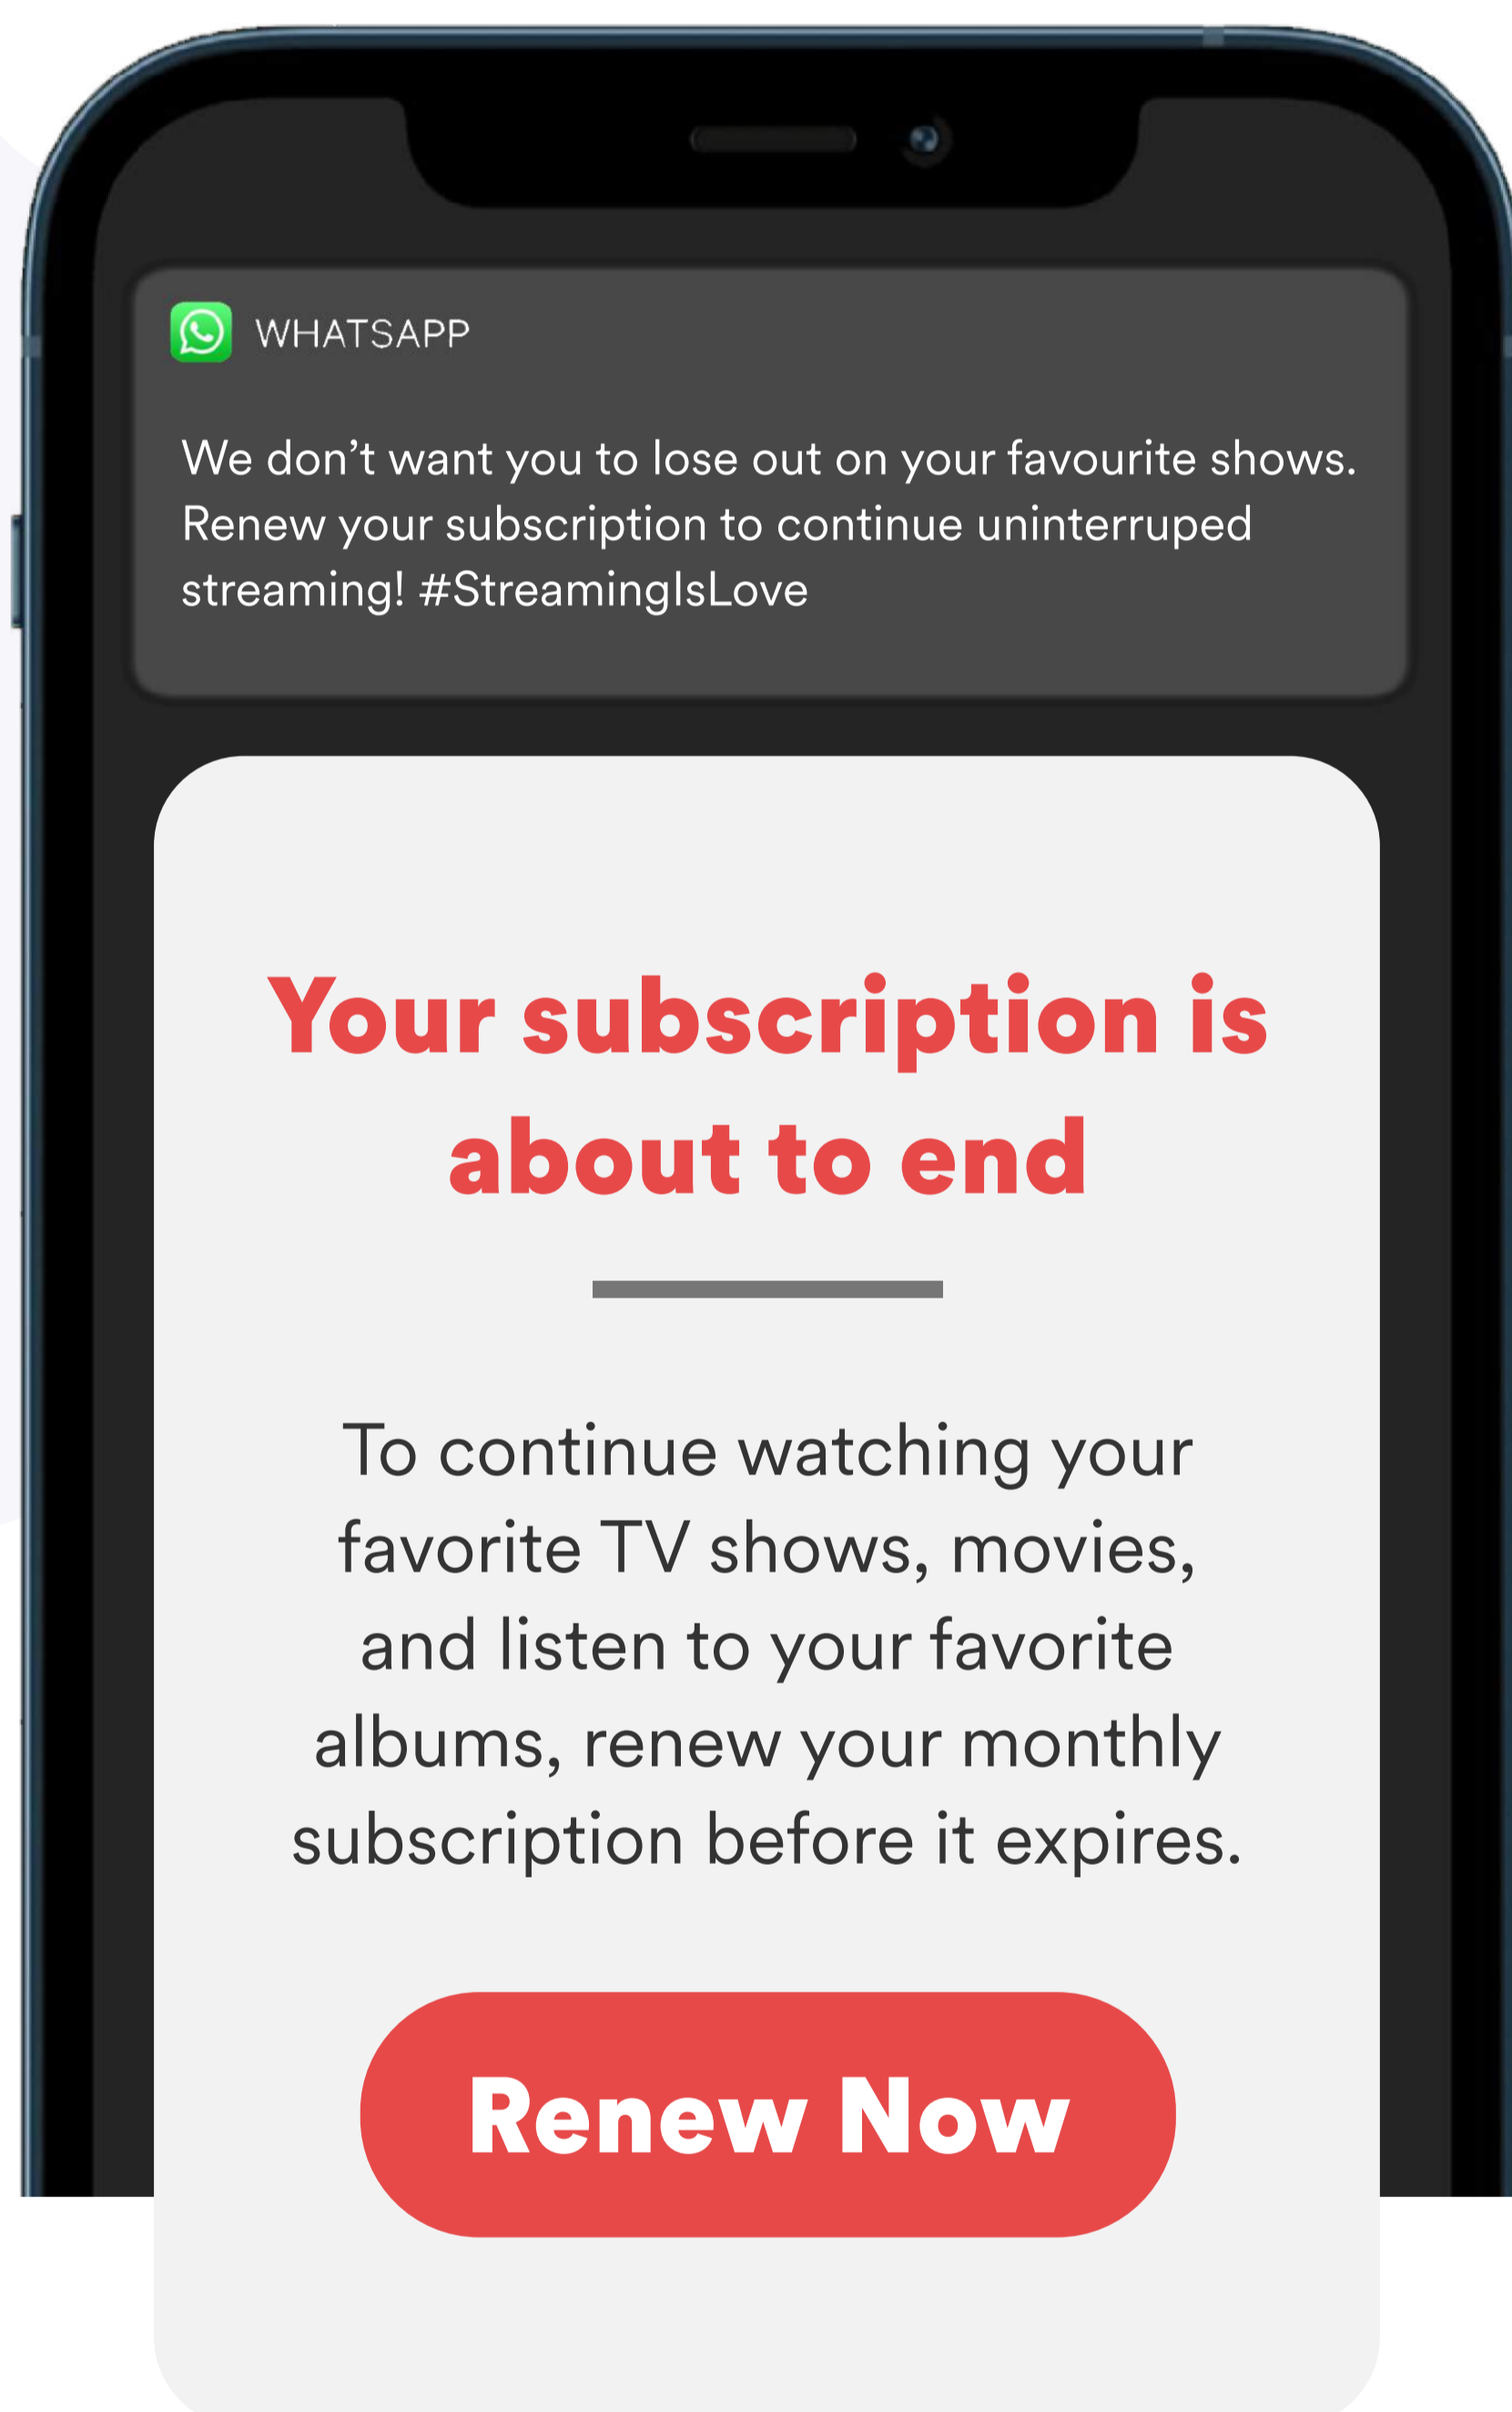 WHATSAPP
We don’t want you to lose out on your favourite shows.
Renew your subscription to continue uninterruped
streaming! #StreamingIsLove
Your subscription is
about to end
To continue watching your
favorite TV shows, movies,
and listen to your favorite
albums, renew your monthly
subscription before it expires.
Renew Now